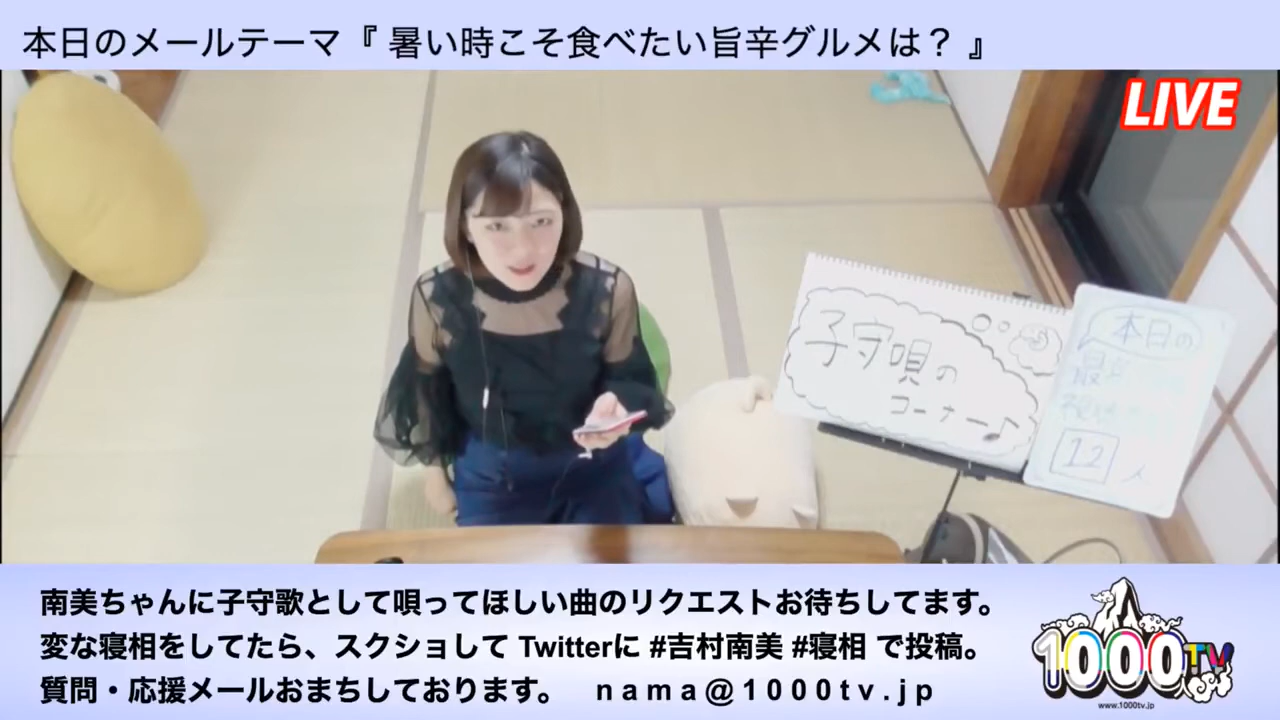 本日のメールテーマ『 暑い時こそ食べたい旨辛グルメは？ 』
LIVE
子守唄の
コーナー♪
本日の
12人
南美ちゃんに子守歌として唄ってほしい曲のリクエストお待ちしてます。
変な寝相をしてたら、スクショして Twitterに #吉村南美 #寝相 で投稿。
質問・応援メールおまちしております。 nama@1000tv.jp
1000TV
www.1000tv.jp